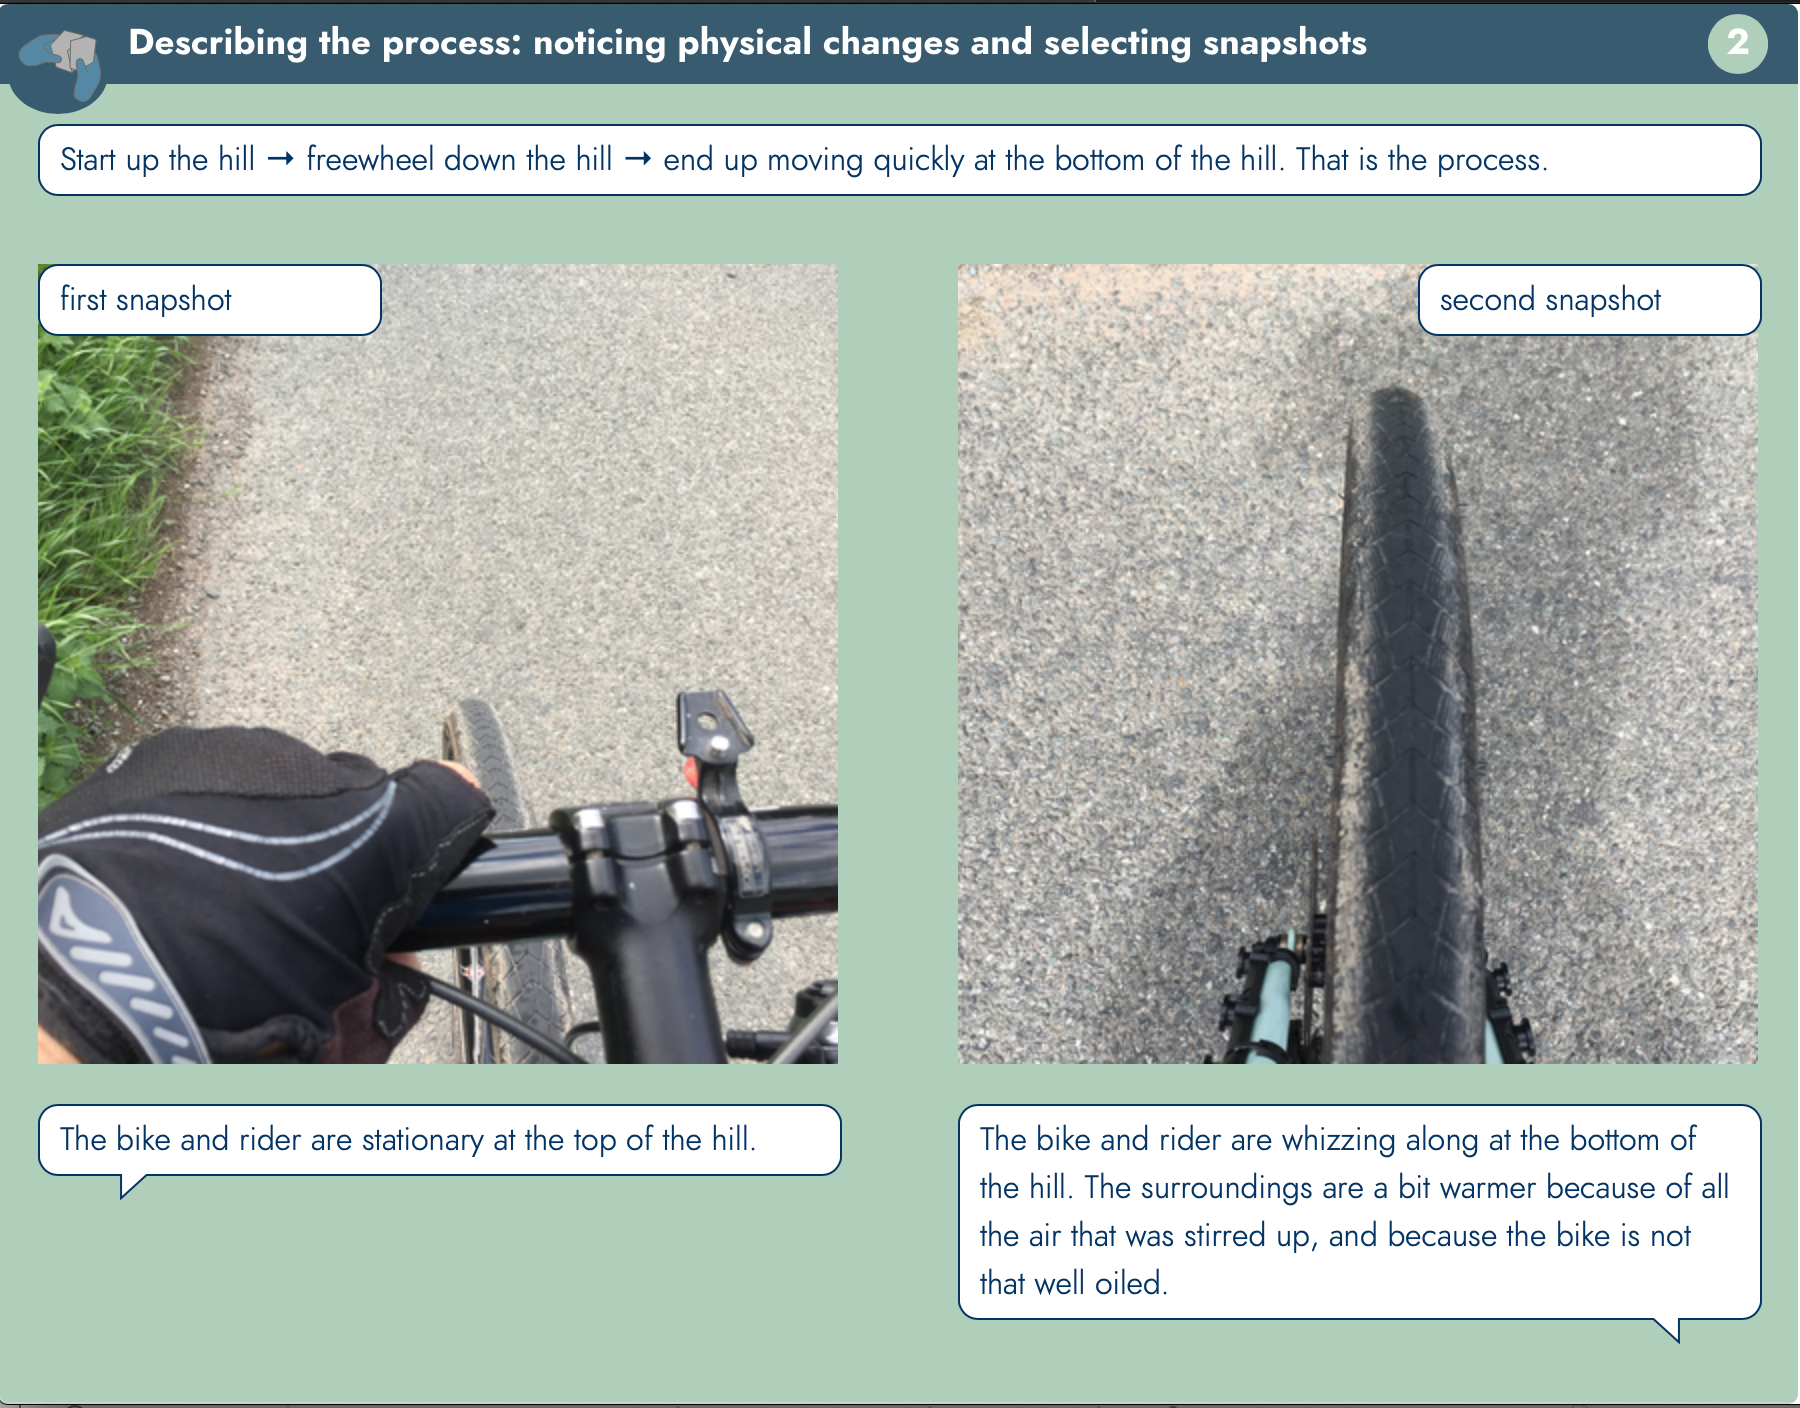 Describing the process: noticing physical changes and selecting snapshots
2
Start up the hill → freewheel down the hill → end up moving quickly at the bottom of the hill. That is the process.
first snapshot
second snapshot
The bike and rider are stationary at the top of the hill.
The bike and rider are whizzing along at the bottom of
the hill. The surroundings are a bit warmer because of all
the air that was stirred up, and because the bike is not
that well oiled.